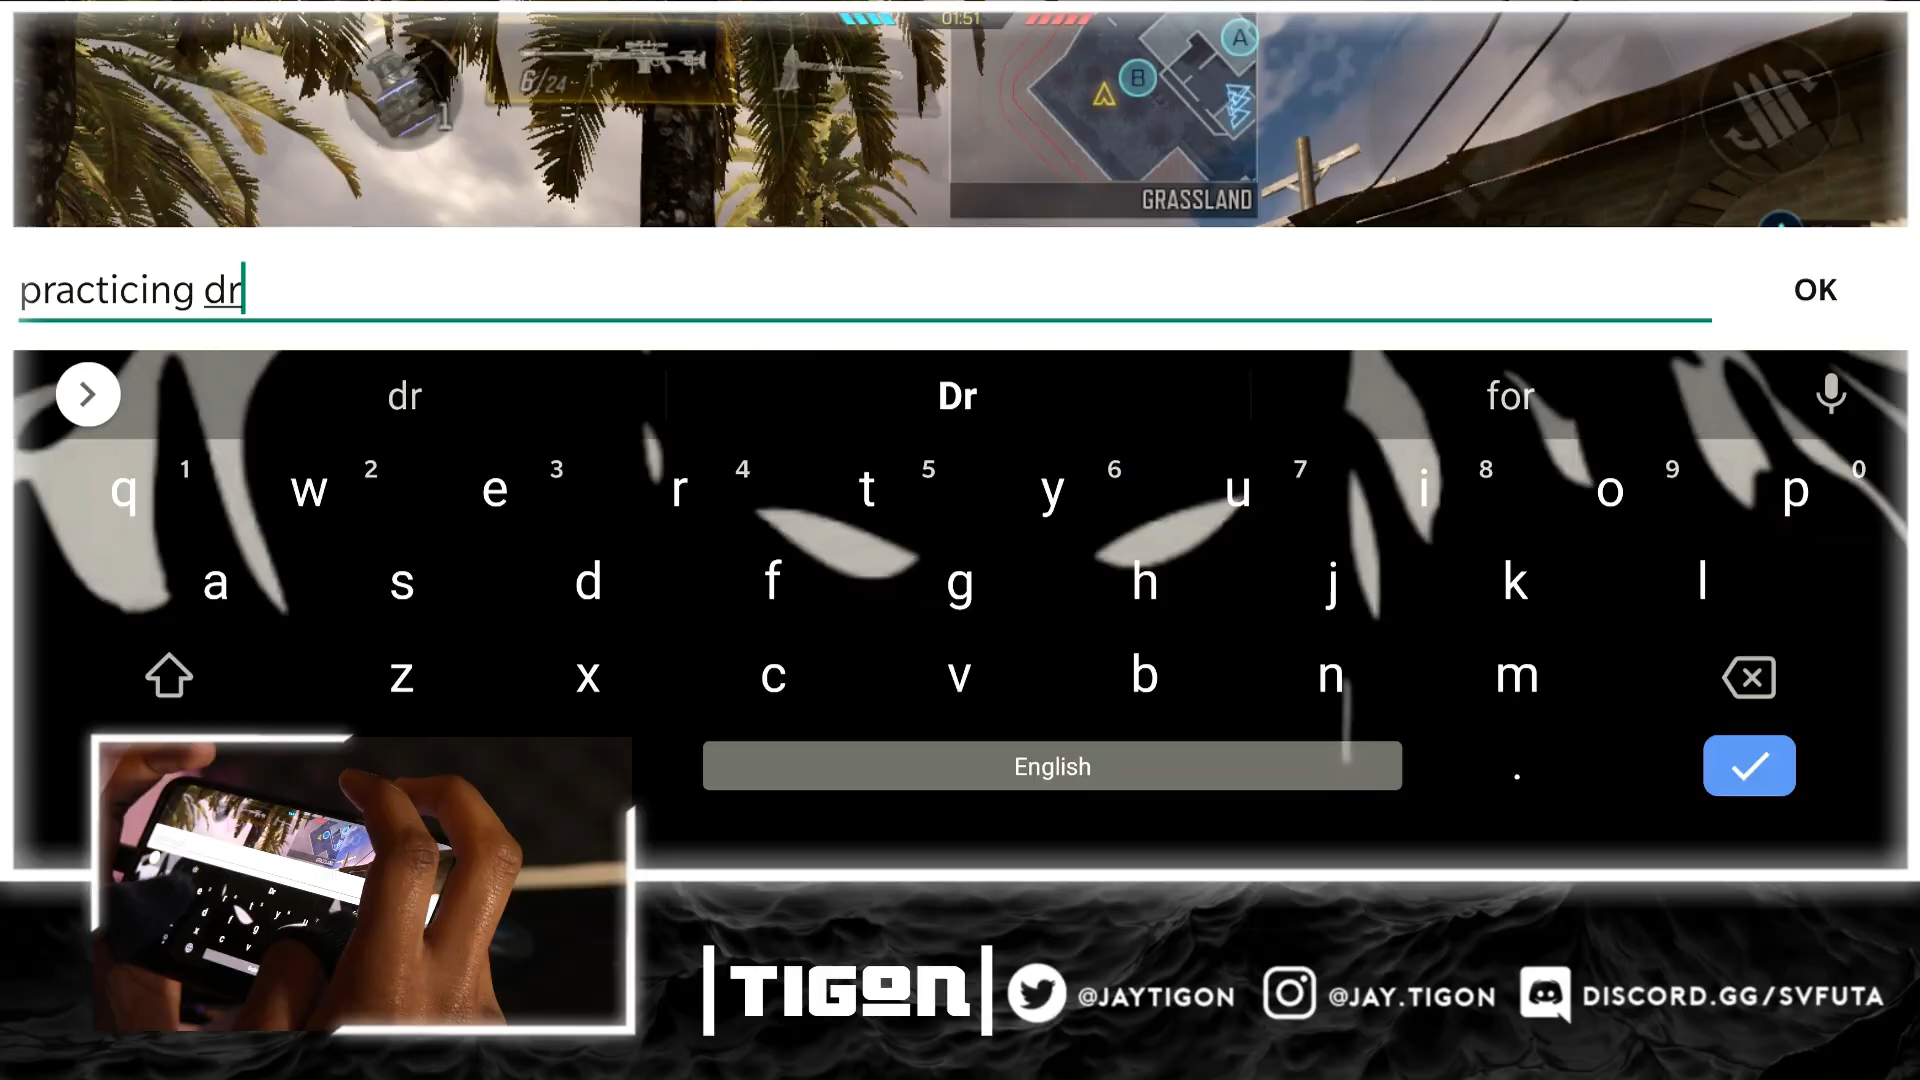 01:51
6/24
1
A
B
GRASSLAND
practicing dr
OK
dr Dr for
q 1 w 2 e 3 r 4 t 5 y 6 u 7 i 8 o 9 p 0
a s d f g h j k l
z x c v b n m
English .
TIGON @JAYTIGON @JAY.TIGON DISCORD.GG/SVFUTA